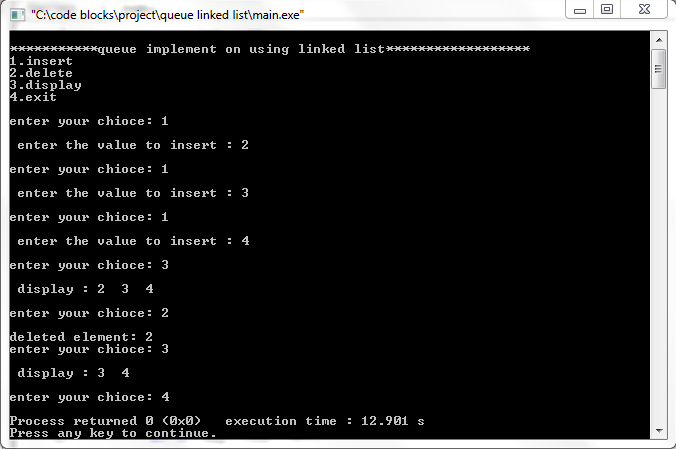 "C:\code blocks\project\queue linked list\main.exe"
***********queue implement on using linked list******************
1.insert
2.delete
3.display
4.exit
enter your chioce: 1
enter the value to insert : 2
enter your chioce: 1
enter the value to insert : 3
enter your chioce: 1
enter the value to insert : 4
enter your chioce: 3
display : 2  3  4
enter your chioce: 2
deleted element: 2
enter your chioce: 3
display : 3  4
enter your chioce: 4
Process returned 0 (0x0)   execution time : 12.901 s
Press any key to continue.